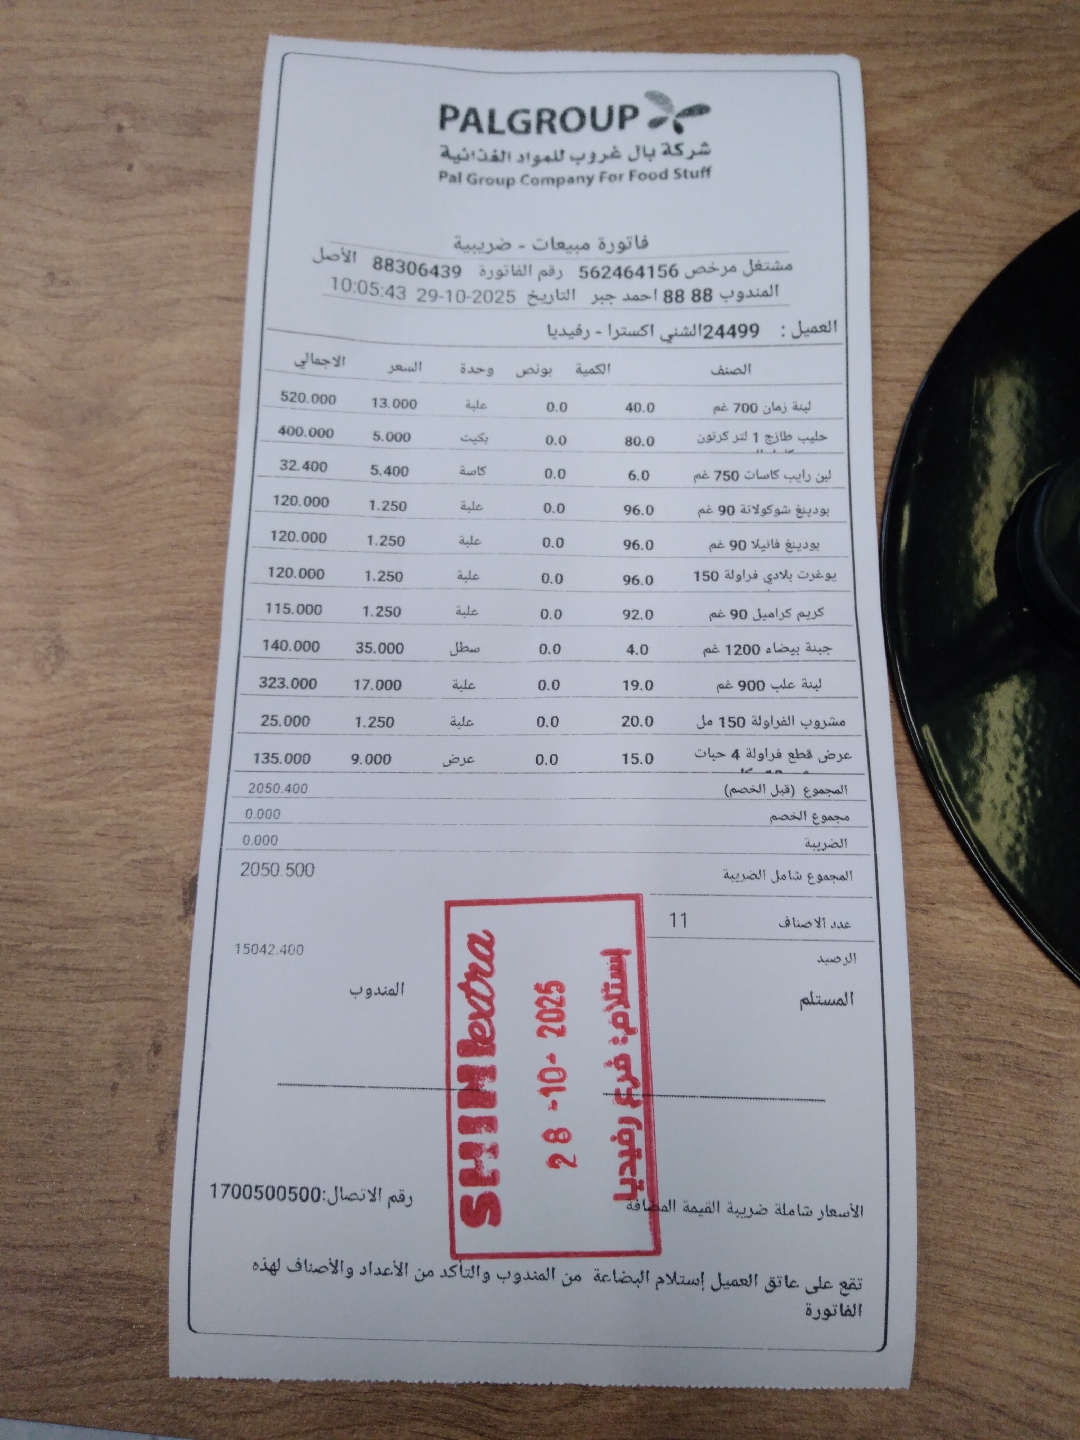 PALGROUP
شركة بال غروب للمواد الغذائية
Pal Group Company For Food Stuff
فاتورة مبيعات - ضريبية
مشتغل مرخص 562464156 رقم الفاتورة 88306439 الأصل
المندوب 88 88 احمد جبر التاريخ 29-10-2025 10:05:43
العميل : 24499الشني اكسترا - رفيديا
الصنف الكمية بونص وحدة السعر الاجمالي
لبنة زمان 700 غم 40.0 0.0 علبة 13.000 520.000
حليب طازج 1 لتر كرتون 80.0 0.0 بكيت 5.000 400.000
لبن رايب كاسات 750 غم 6.0 0.0 كاسة 5.400 32.400
بودينغ شوكولاتة 90 غم 96.0 0.0 علبة 1.250 120.000
بودينغ فانيلا 90 غم 96.0 0.0 علبة 1.250 120.000
يوغرت بلادي فراولة 150 96.0 0.0 علبة 1.250 120.000
كريم كراميل 90 غم 92.0 0.0 علبة 1.250 115.000
جبنة بيضاء 1200 غم 4.0 0.0 سطل 35.000 140.000
لبنة علب 900 غم 19.0 0.0 علبة 17.000 323.000
مشروب الفراولة 150 مل 20.0 0.0 علبة 1.250 25.000
عرض قطع فراولة 4 حبات 15.0 0.0 عرض 9.000 135.000
المجموع (قبل الخصم) 2050.400
مجموع الخصم 0.000
الضريبة 0.000
المجموع شامل الضريبة 2050.500
عدد الاصناف 11
الرصيد 15042.400
المستلم المندوب
SHINI extra
28 -10- 2025
إستلام: فرع رفيديا
الأسعار شاملة ضريبة القيمة المضافة رقم الاتصال:1700500500
تقع على عاتق العميل إستلام البضاعة من المندوب والتأكد من الأعداد والأصناف لهذه
الفاتورة